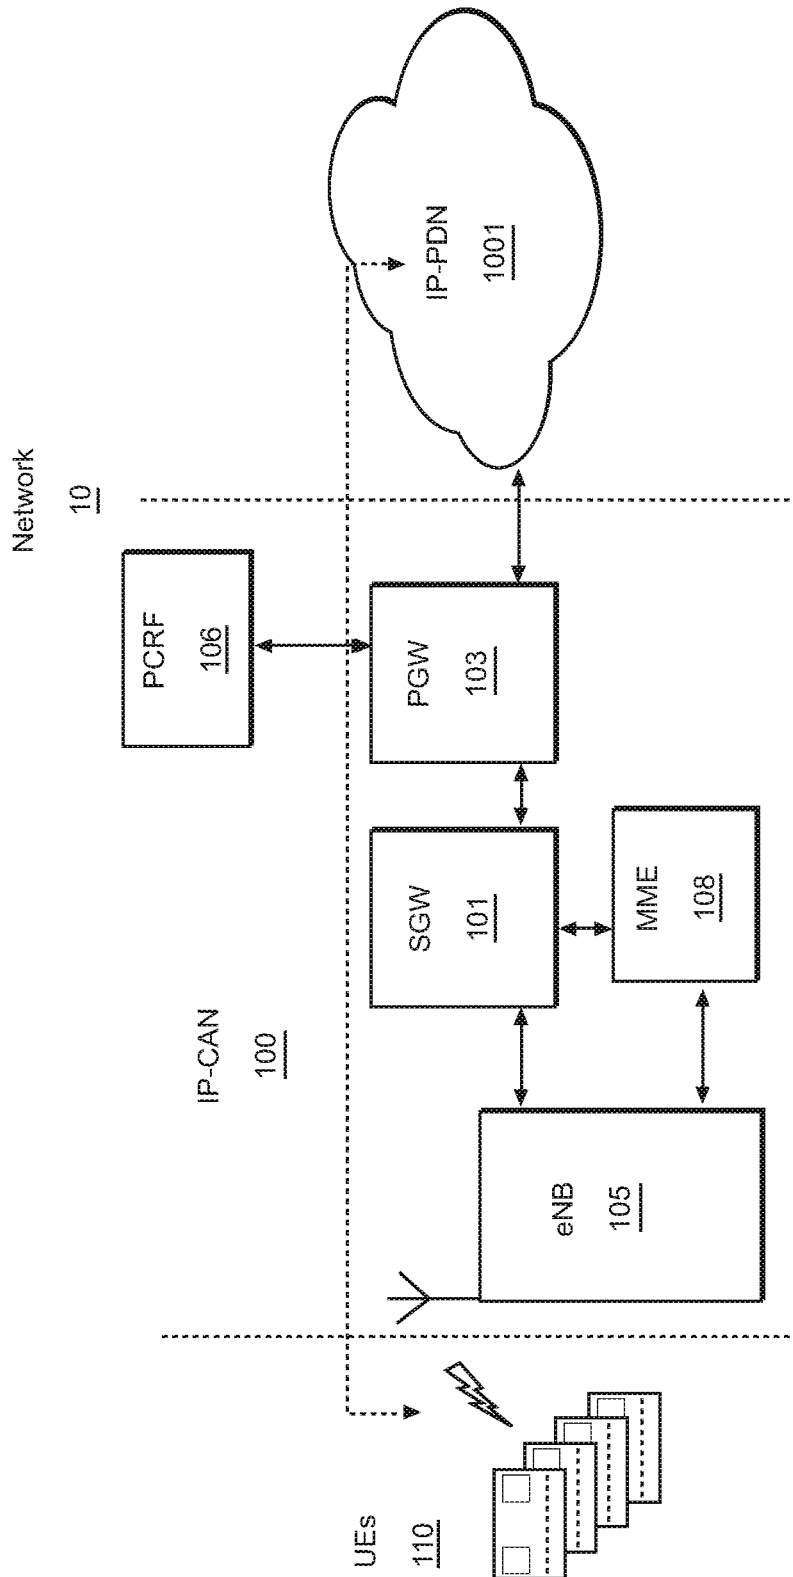 Network
10
IP-CAN
100
PCRF
106
IP-PDN
1001
SGW
101
PGW
103
UEs
110
eNB
105
MME
108